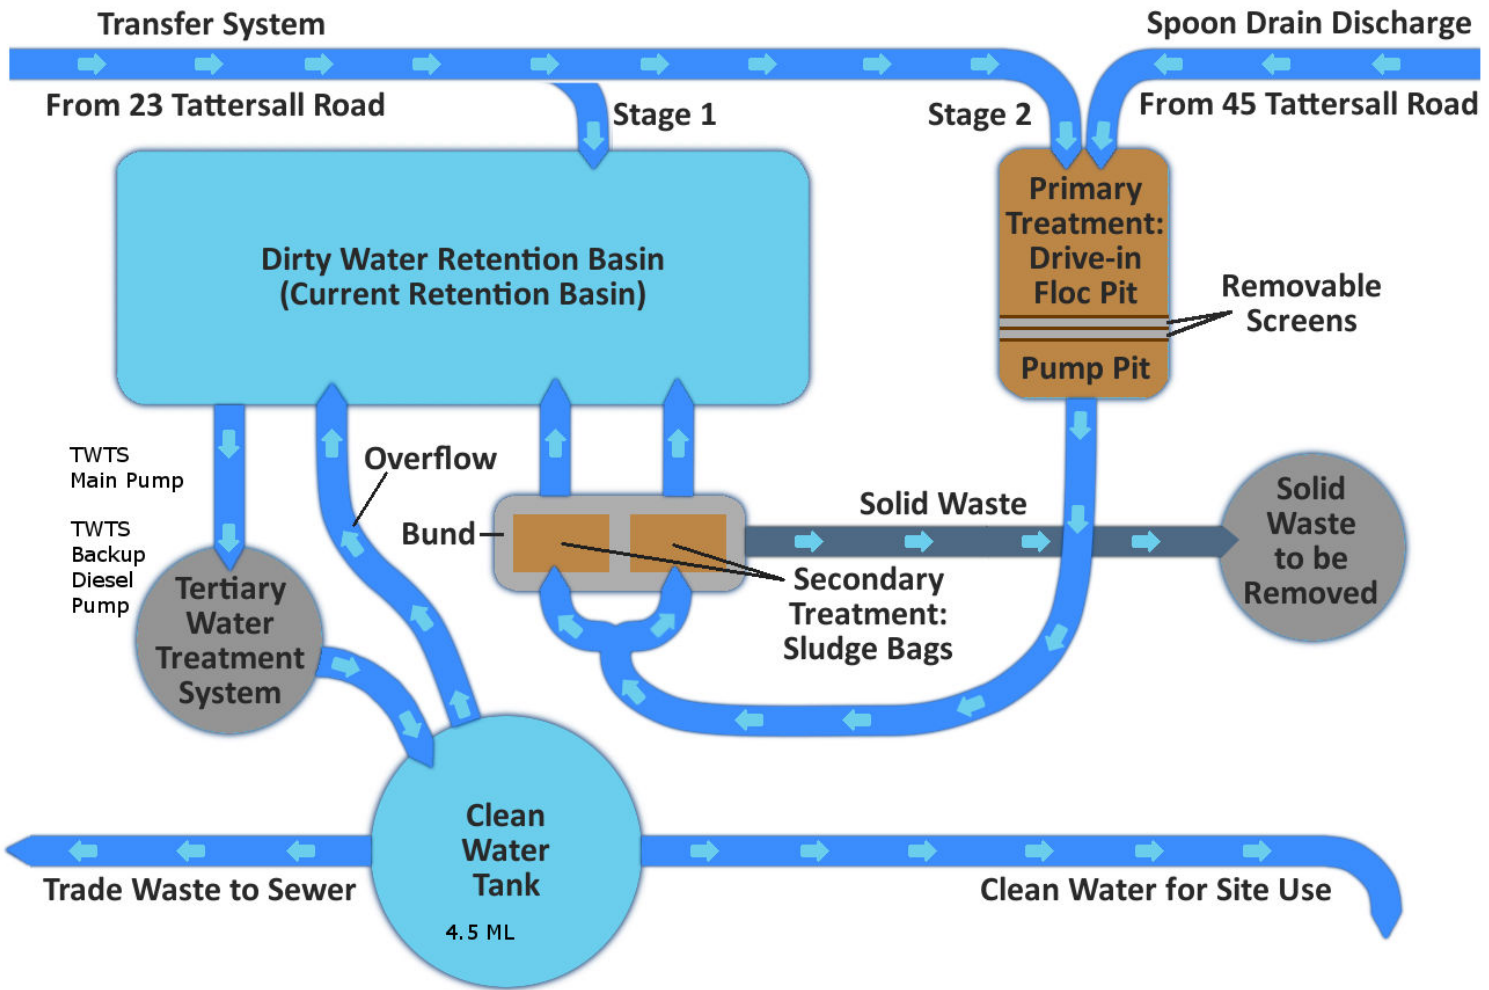 Transfer System
Spoon Drain Discharge
From 23 Tattersall Road
Stage 1
Stage 2
From 45 Tattersall Road
Primary
Treatment:
Drive-in
Floc Pit
Removable
Screens
Pump Pit
Dirty Water Retention Basin
(Current Retention Basin)
TWTS
Main Pump
TWTS
Backup
Diesel
Pump
Overflow
Bund
Solid Waste
Solid
Waste
to be
Removed
Secondary
Treatment:
Sludge Bags
Tertiary
Water
Treatment
System
Clean
Water
Tank
4.5 ML
Trade Waste to Sewer
Clean Water for Site Use